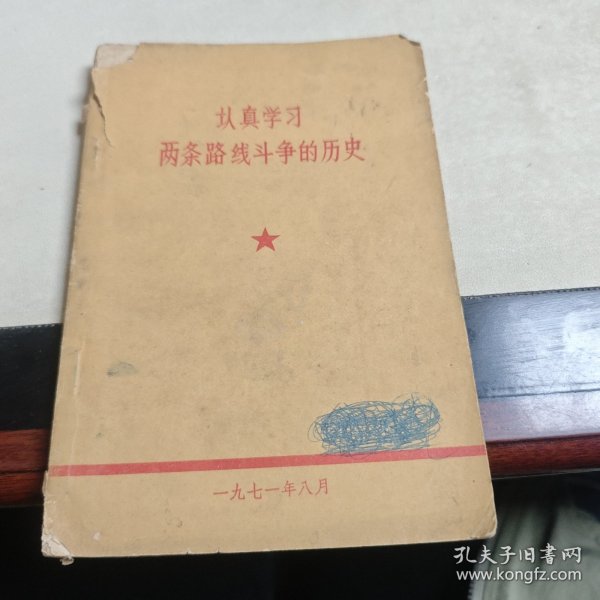 认真学习
两条路线斗争的历史
一九七一年八月
孔夫子旧书网
www.kongfz.com